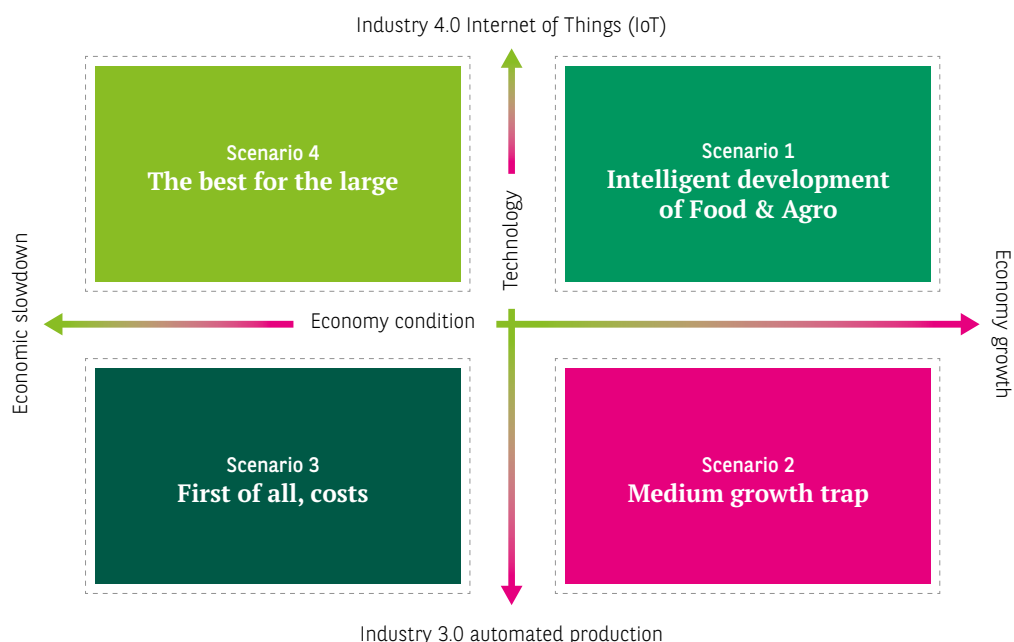 Industry 4.0 Internet of Things (IoT)
Scenario 4
The best for the large
Scenario 1
Intelligent development
of Food & Agro
Technology
Economic slowdown
Economy condition
Economy growth
Scenario 3
First of all, costs
Scenario 2
Medium growth trap
Industry 3.0 automated production